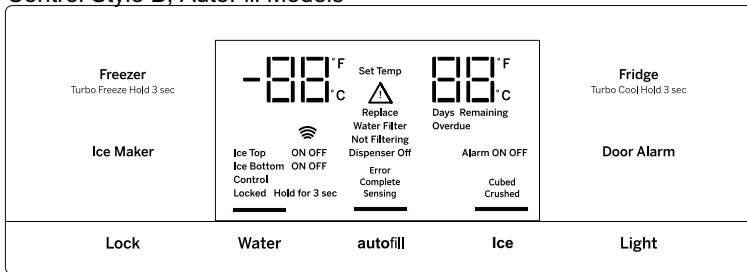 Control Style B, AutoFill Models
Freezer
Turbo Freeze Hold 3 sec
Ice Maker
-88 °F °C
Set Temp
88 °F °C
Replace
Water Filter
Not Filtering
Dispenser Off
Days Remaining
Overdue
Ice Top ON OFF
Ice Bottom ON OFF
Control
Locked Hold for 3 sec
Error
Complete
Sensing
Alarm ON OFF
Cubed
Crushed
Fridge
Turbo Cool Hold 3 sec
Door Alarm
Lock
Water
autofill
Ice
Light